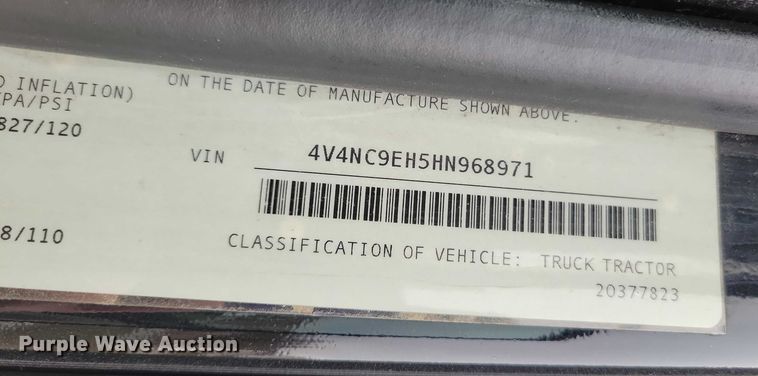 INFLATION)
PA/PSI
827/120
8/110
ON THE DATE OF MANUFACTURE SHOWN ABOVE.
VIN 4V4NC9EH5HN968971
CLASSIFICATION OF VEHICLE: TRUCK TRACTOR
20377823
Purple Wave Auction